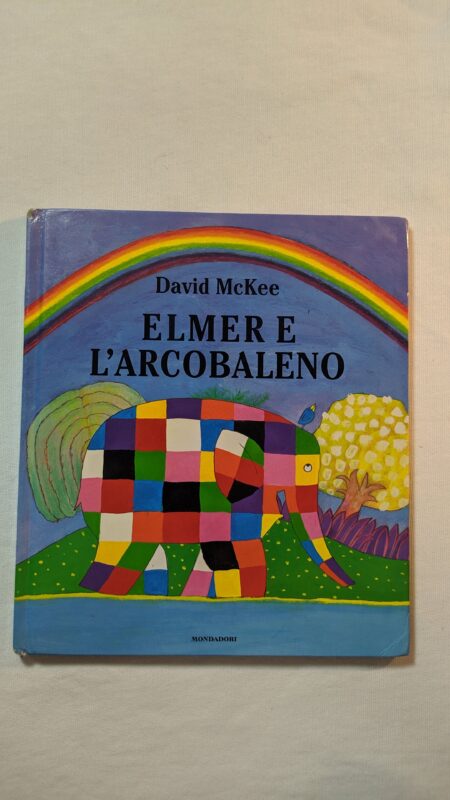 David McKee
ELMER E
L'ARCOBALENO
MONDADORI